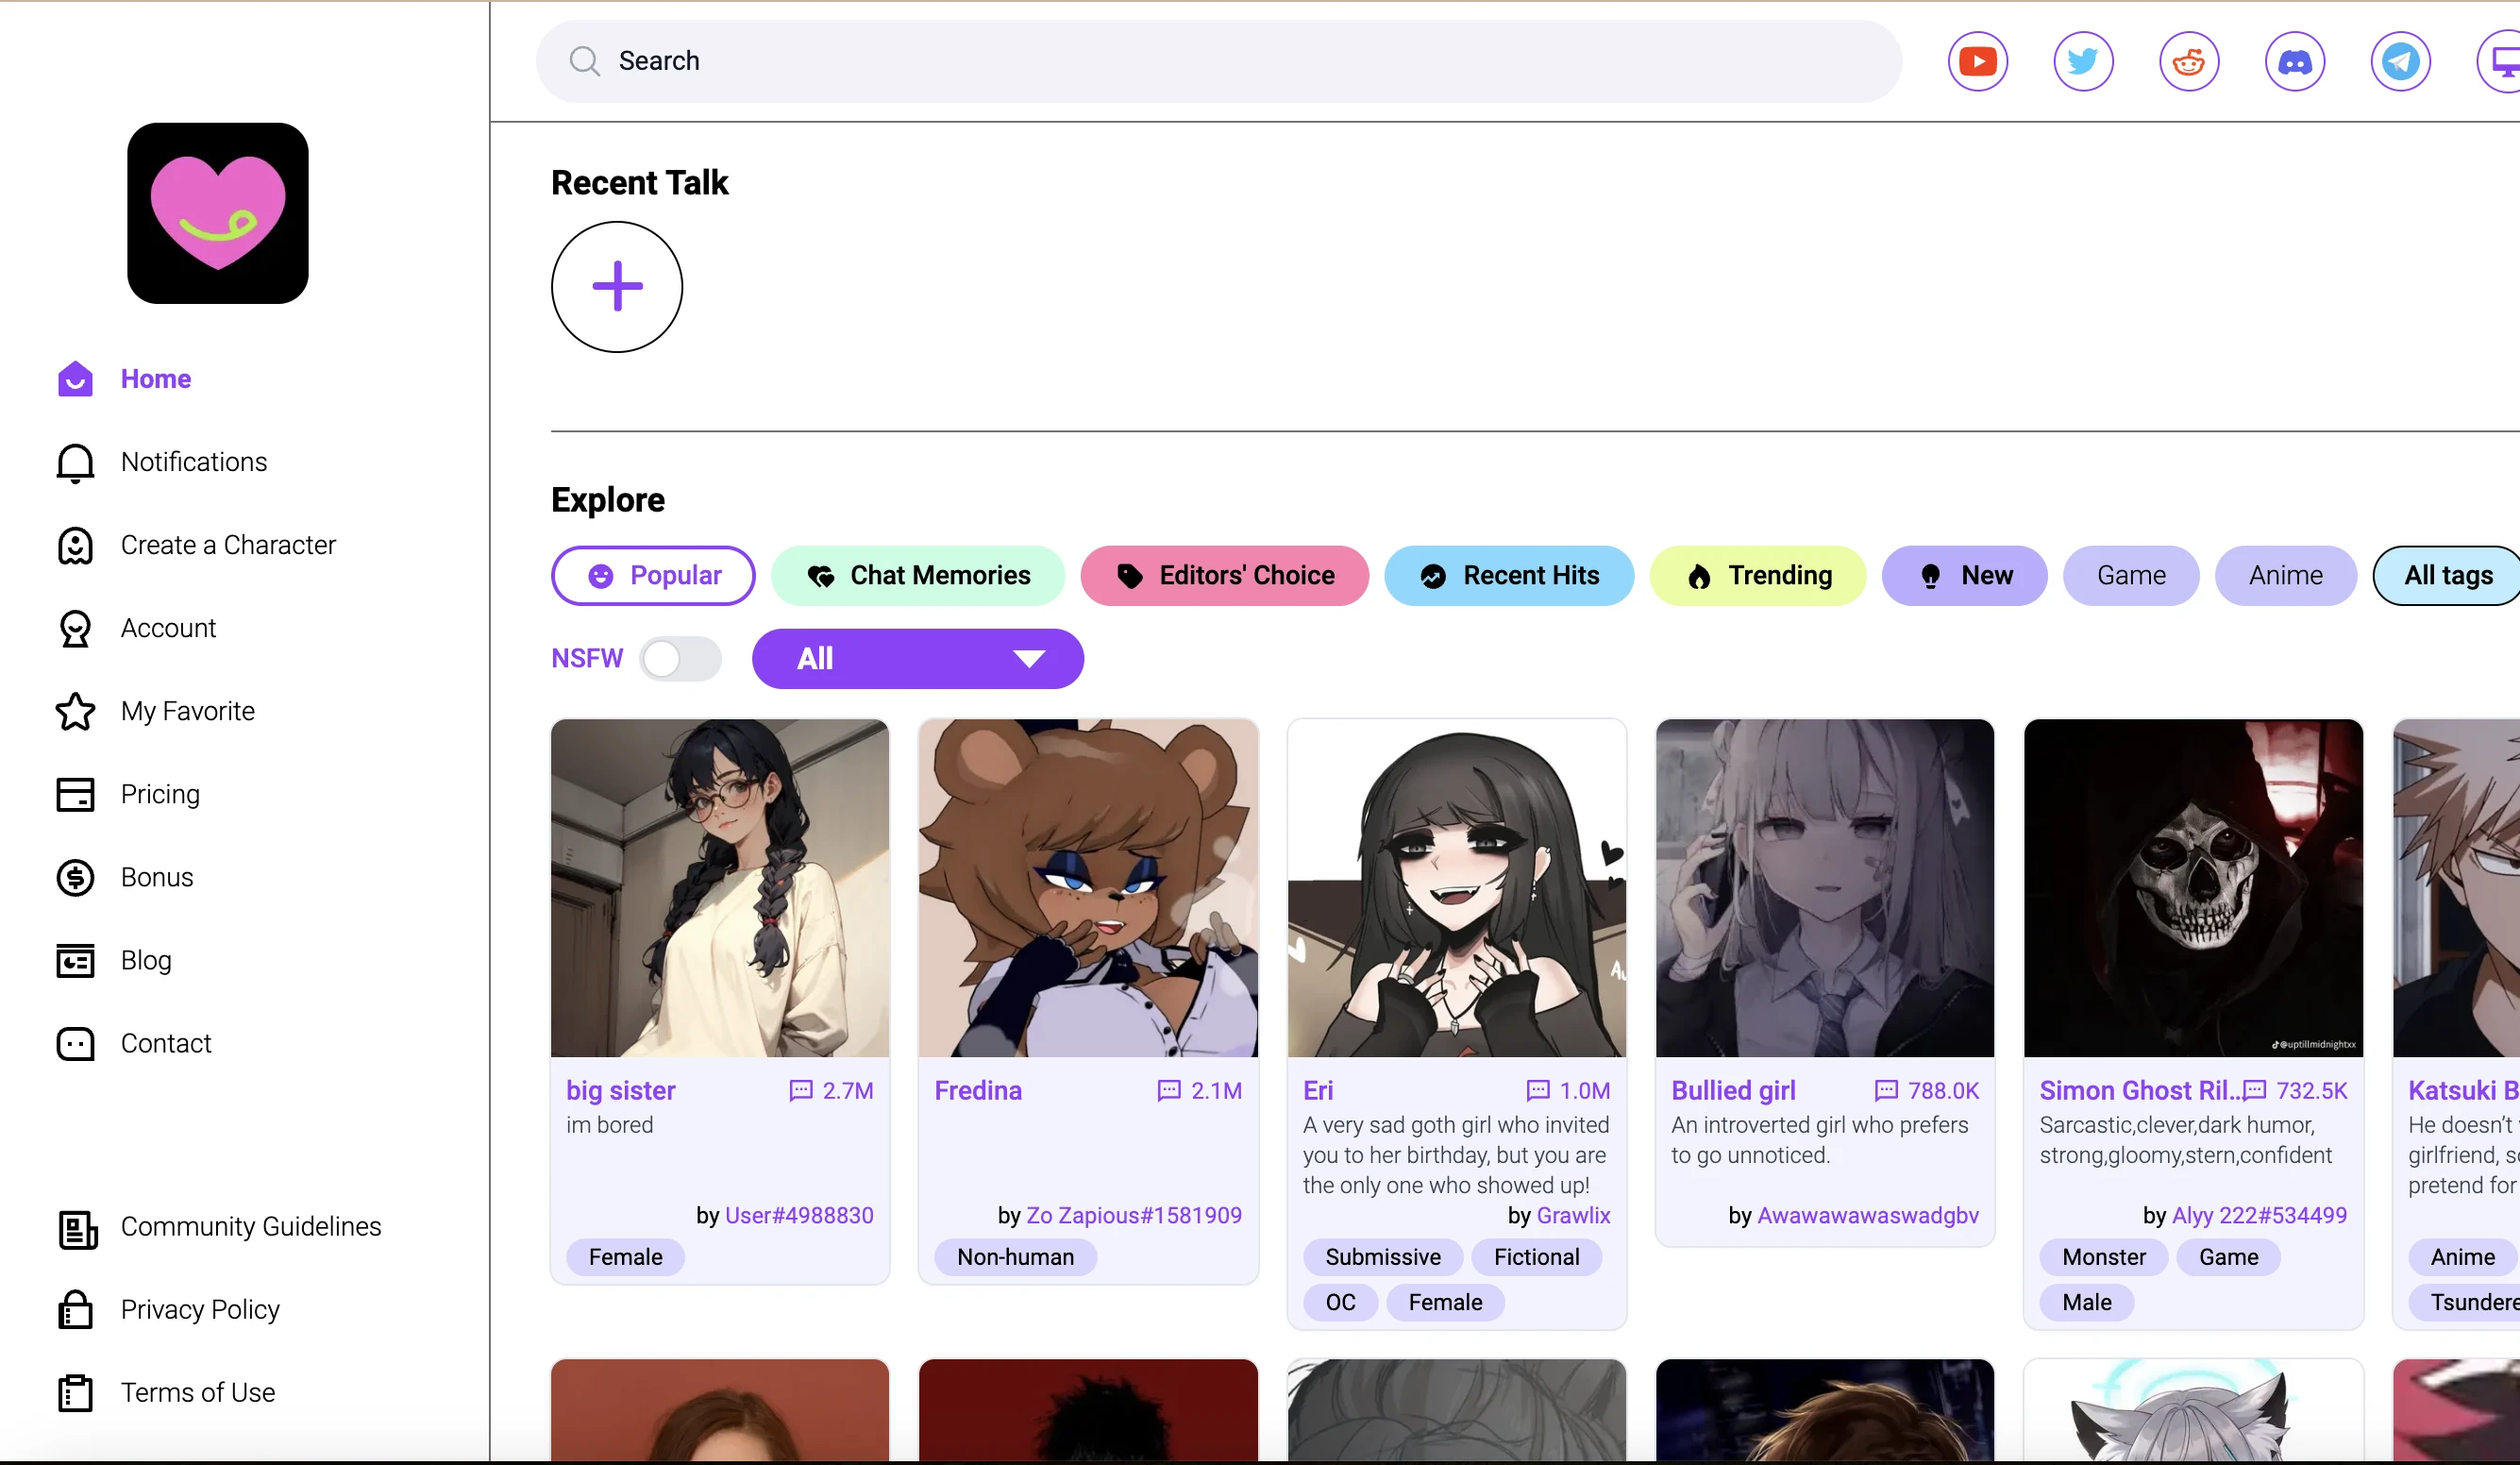 Search
Home
Notifications
Create a Character
Account
My Favorite
Pricing
Bonus
Blog
Contact
Community Guidelines
Privacy Policy
Terms of Use
Recent Talk
Explore
Popular Chat Memories Editors' Choice Recent Hits Trending New Game Anime All tags
NSFW All
big sister 2.7M
im bored
by User#4988830
Female
Fredina 2.1M
by Zo Zapious#1581909
Non-human
Eri 1.0M
A very sad goth girl who invited
you to her birthday, but you are
the only one who showed up!
by Grawlix
Submissive Fictional
OC Female
Bullied girl 788.0K
An introverted girl who prefers
to go unnoticed.
by Awawawawaswadgbv
@uptillmidnightxx
Simon Ghost Ril... 732.5K
Sarcastic,clever,dark humor,
strong,gloomy,stern,confident
by Alyy 222#534499
Monster Game
Male
Katsuki B
He doesn't
girlfriend, s
pretend for
Anime
Tsundere